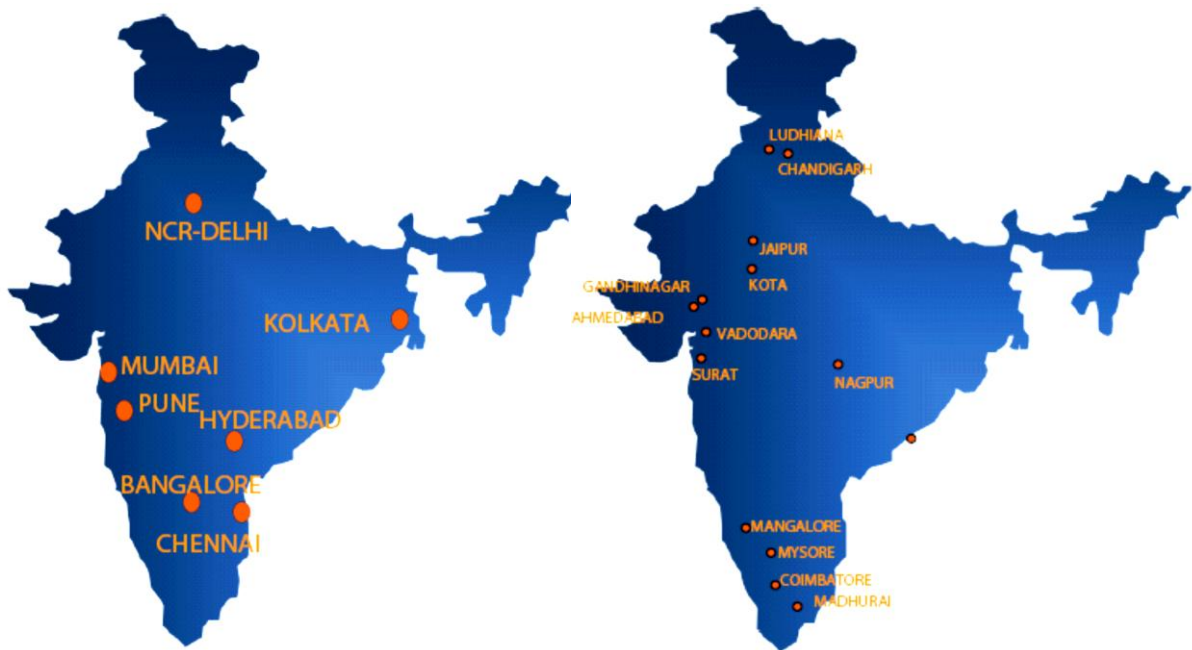 NCR-DELHI
KOLKATA
MUMBAI
PUNE
HYDERABAD
BANGALORE
CHENNAI
LUDHIANA
CHANDIGARH
JAIPUR
KOTA
GANDHINAGAR
AHMEDABAD
VADODARA
SURAT
NAGPUR
MANGALORE
MYSORE
COIMBATORE
MADHURAI